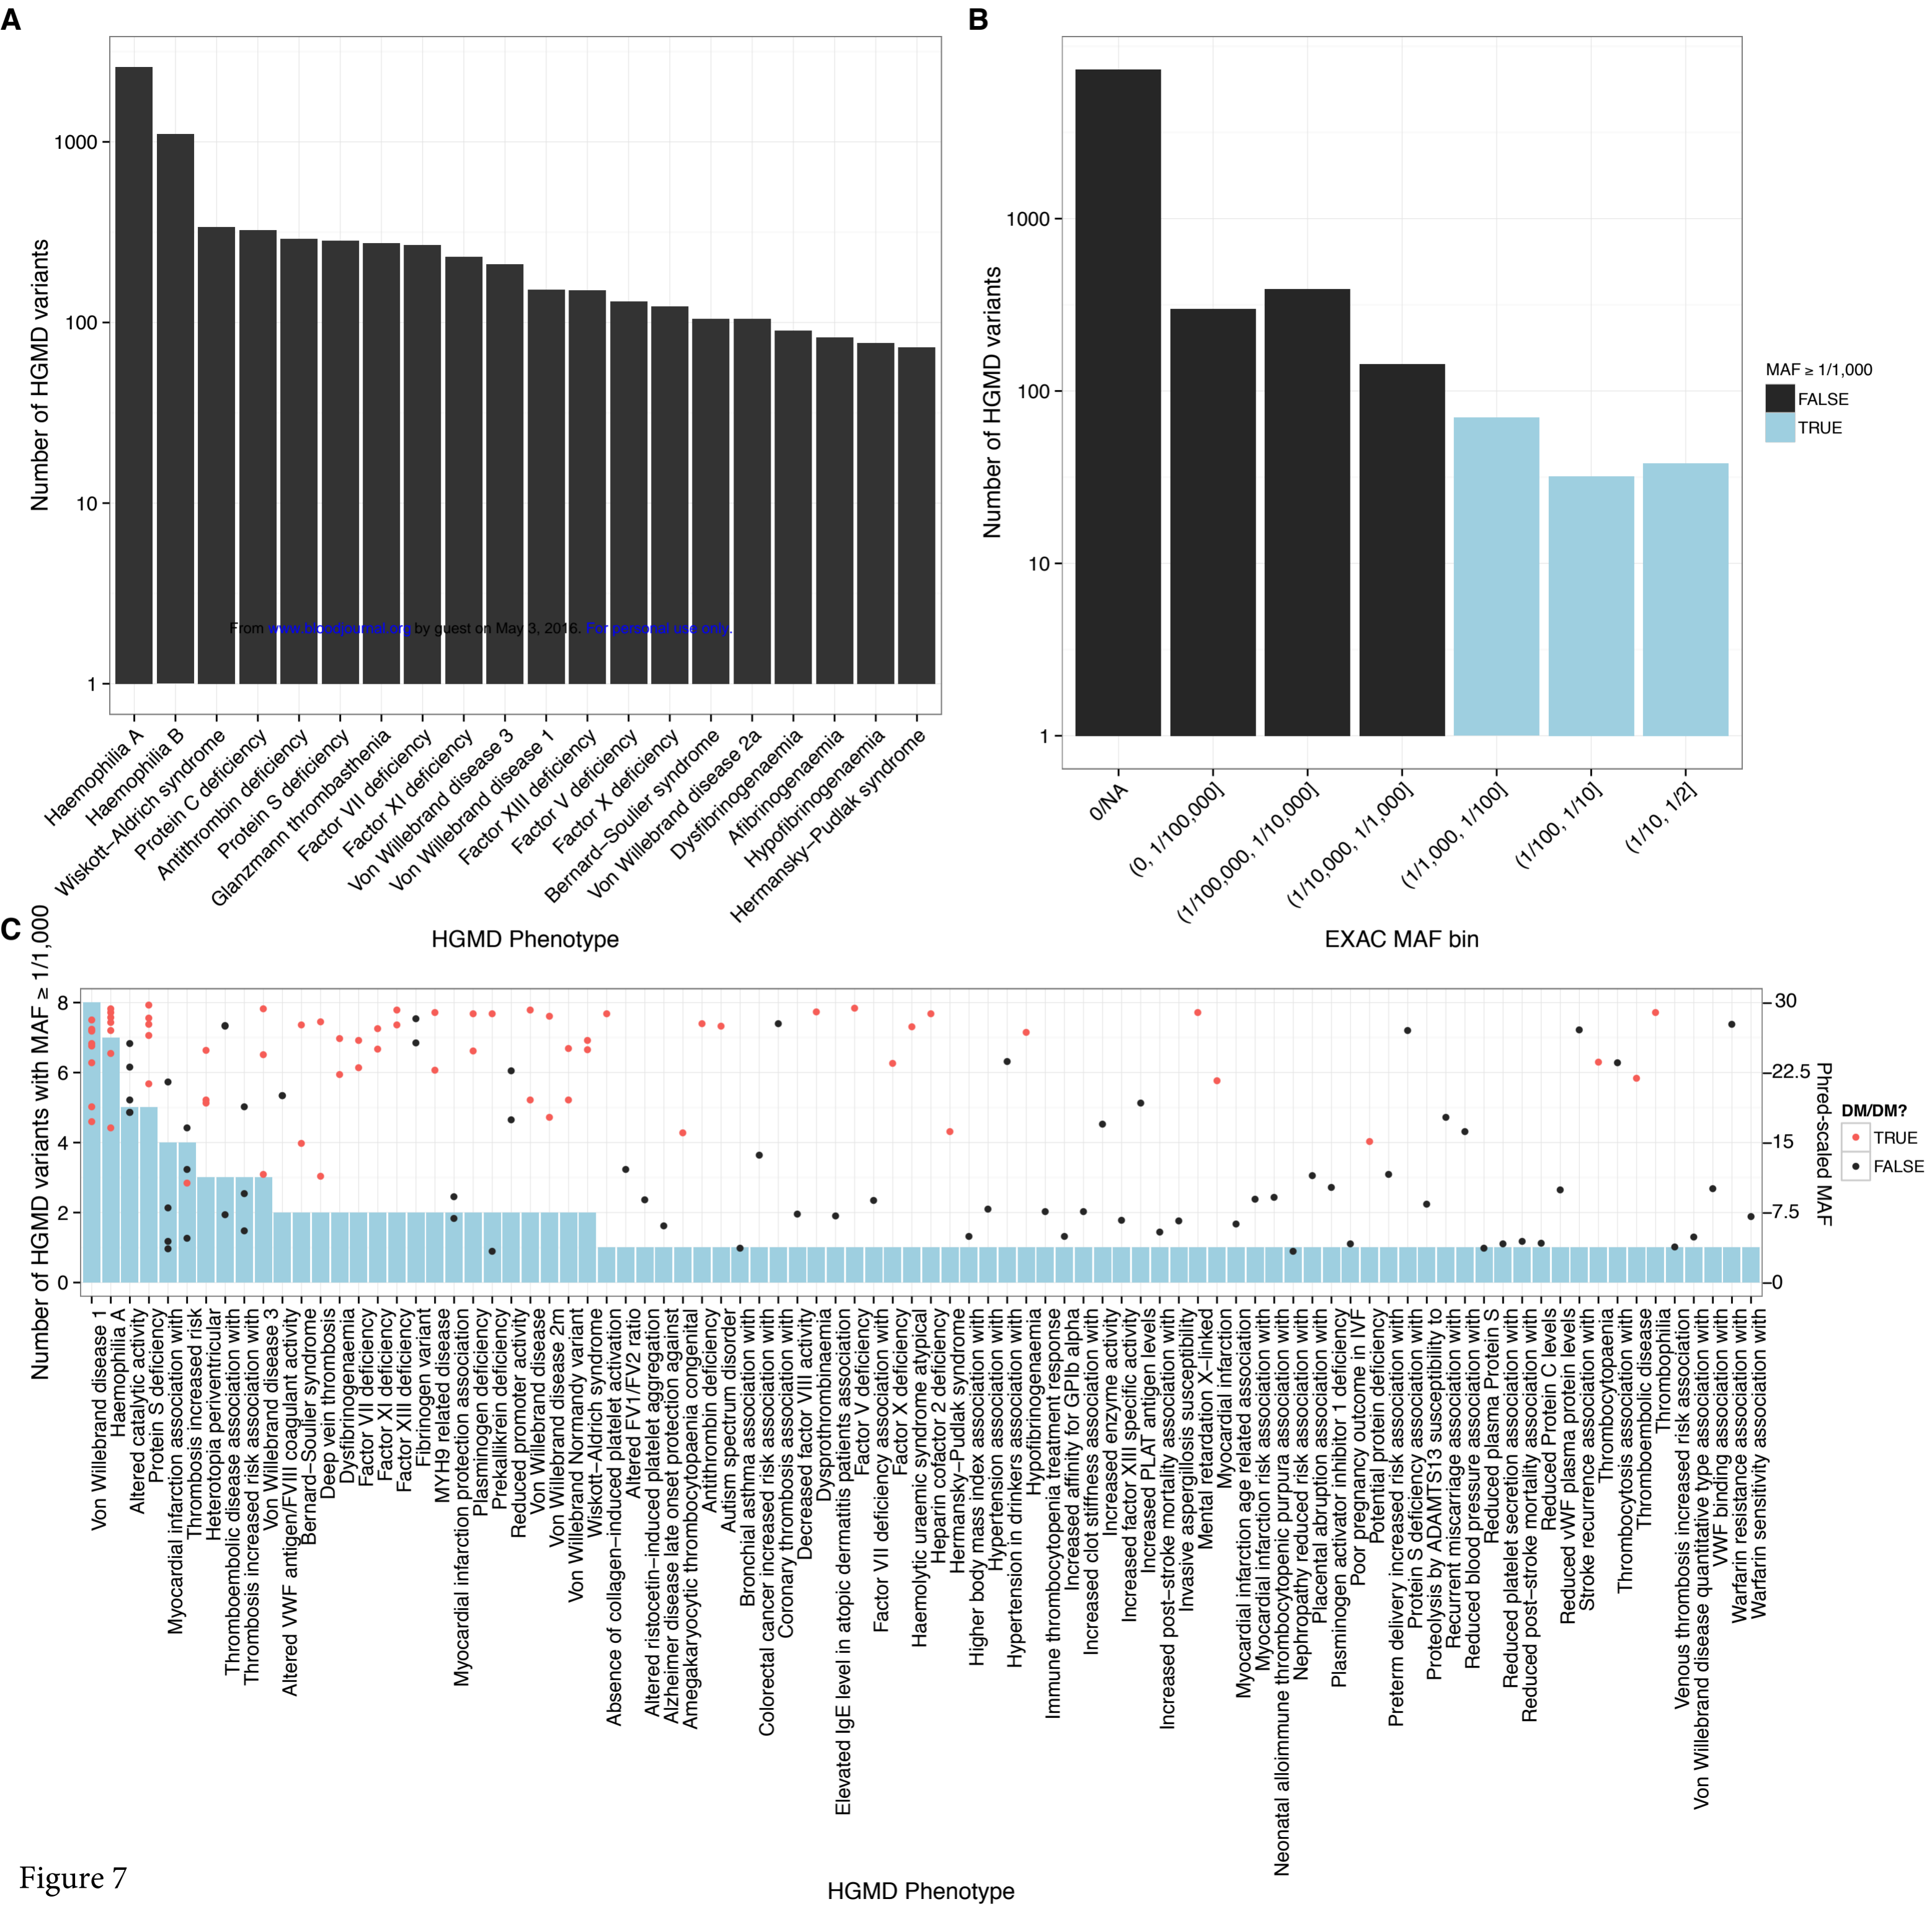 A
Number of HGMD variants
1000
100
10
1
From www.bloodjournal.org by guest on May 3, 2016. For personal use only.
Haemophilia A
Haemophilia B
Wiskott–Aldrich syndrome
Protein C deficiency
Antithrombin deficiency
Protein S deficiency
Glanzmann thrombasthenia
Factor VII deficiency
Factor XI deficiency
Von Willebrand disease 3
Von Willebrand disease 1
Factor XIII deficiency
Factor V deficiency
Factor X deficiency
Bernard–Soulier syndrome
Von Willebrand disease 2a
Dysfibrinogenaemia
Afibrinogenaemia
Hypofibrinogenaemia
Hermansky–Pudlak syndrome
HGMD Phenotype
B
Number of HGMD variants
1000
100
10
1
0/NA
(0, 1/100,000]
(1/100,000, 1/10,000]
(1/10,000, 1/1,000]
(1/1,000, 1/100]
(1/100, 1/10]
(1/10, 1/2]
EXAC MAF bin
MAF ≥ 1/1,000
FALSE
TRUE
C
Number of HGMD variants with MAF ≥ 1/1,000
8
6
4
2
0
30
22.5
15
7.5
0
Phred-scaled MAF
DM/DM?
TRUE
FALSE
Von Willebrand disease 1
Haemophilia A
Altered catalytic activity
Protein S deficiency
Myocardial infarction association with
Thrombosis increased risk
Heterotopia periventricular
Thromboembolic disease association with
Thrombosis increased risk association with
Von Willebrand disease 3
Altered VWF antigen/FVIII coagulant activity
Bernard–Soulier syndrome
Deep vein thrombosis
Dysfibrinogenaemia
Factor VII deficiency
Factor XI deficiency
Factor XIII deficiency
Fibrinogen variant
MYH9 related disease
Myocardial infarction protection association
Plasminogen deficiency
Prekallikrein deficiency
Reduced promoter activity
Von Willebrand disease
Von Willebrand disease 2m
Von Willebrand Normandy variant
Wiskott–Aldrich syndrome
Absence of collagen–induced platelet activation
Altered FV1/FV2 ratio
Altered ristocetin–induced platelet aggregation
Alzheimer disease late onset protection against
Amegakaryocytic thrombocytopaenia congenital
Antithrombin deficiency
Autism spectrum disorder
Bronchial asthma association with
Colorectal cancer increased risk association with
Coronary thrombosis association with
Decreased factor VIII activity
Dysprothrombinaemia
Elevated IgE level in atopic dermatitis patients association
Factor V deficiency
Factor VII deficiency association with
Factor X deficiency
Haemolytic uraemic syndrome atypical
Heparin cofactor 2 deficiency
Hermansky–Pudlak syndrome
Higher body mass index association with
Hypertension association with
Hypertension in drinkers association with
Hypofibrinogenaemia
Immune thrombocytopenia treatment response
Increased affinity for GPIb alpha
Increased clot stiffness association with
Increased enzyme activity
Increased factor XIII specific activity
Increased PLAT antigen levels
Increased post–stroke mortality association with
Invasive aspergillosis susceptibility
Mental retardation X–linked
Myocardial infarction
Myocardial infarction age related association
Myocardial infarction risk association with
Neonatal alloimmune thrombocytopenic purpura association with
Nephropathy reduced risk association with
Placental abruption association with
Plasminogen activator inhibitor 1 deficiency
Poor pregnancy outcome in IVF
Potential protein deficiency
Preterm delivery increased risk association with
Protein S deficiency association with
Proteolysis by ADAMTS13 susceptibility to
Recurrent miscarriage association with
Reduced blood pressure association with
Reduced plasma Protein S
Reduced platelet secretion association with
Reduced post–stroke mortality association with
Reduced Protein C levels
Reduced vWF plasma protein levels
Stroke recurrence association with
Thrombocytopaenia
Thrombocytosis association with
Thromboembolic disease
Thrombophilia
Venous thrombosis increased risk association
Von Willebrand disease quantitative type association with
VWF binding association with
Warfarin resistance association with
Warfarin sensitivity association with
HGMD Phenotype
Figure 7